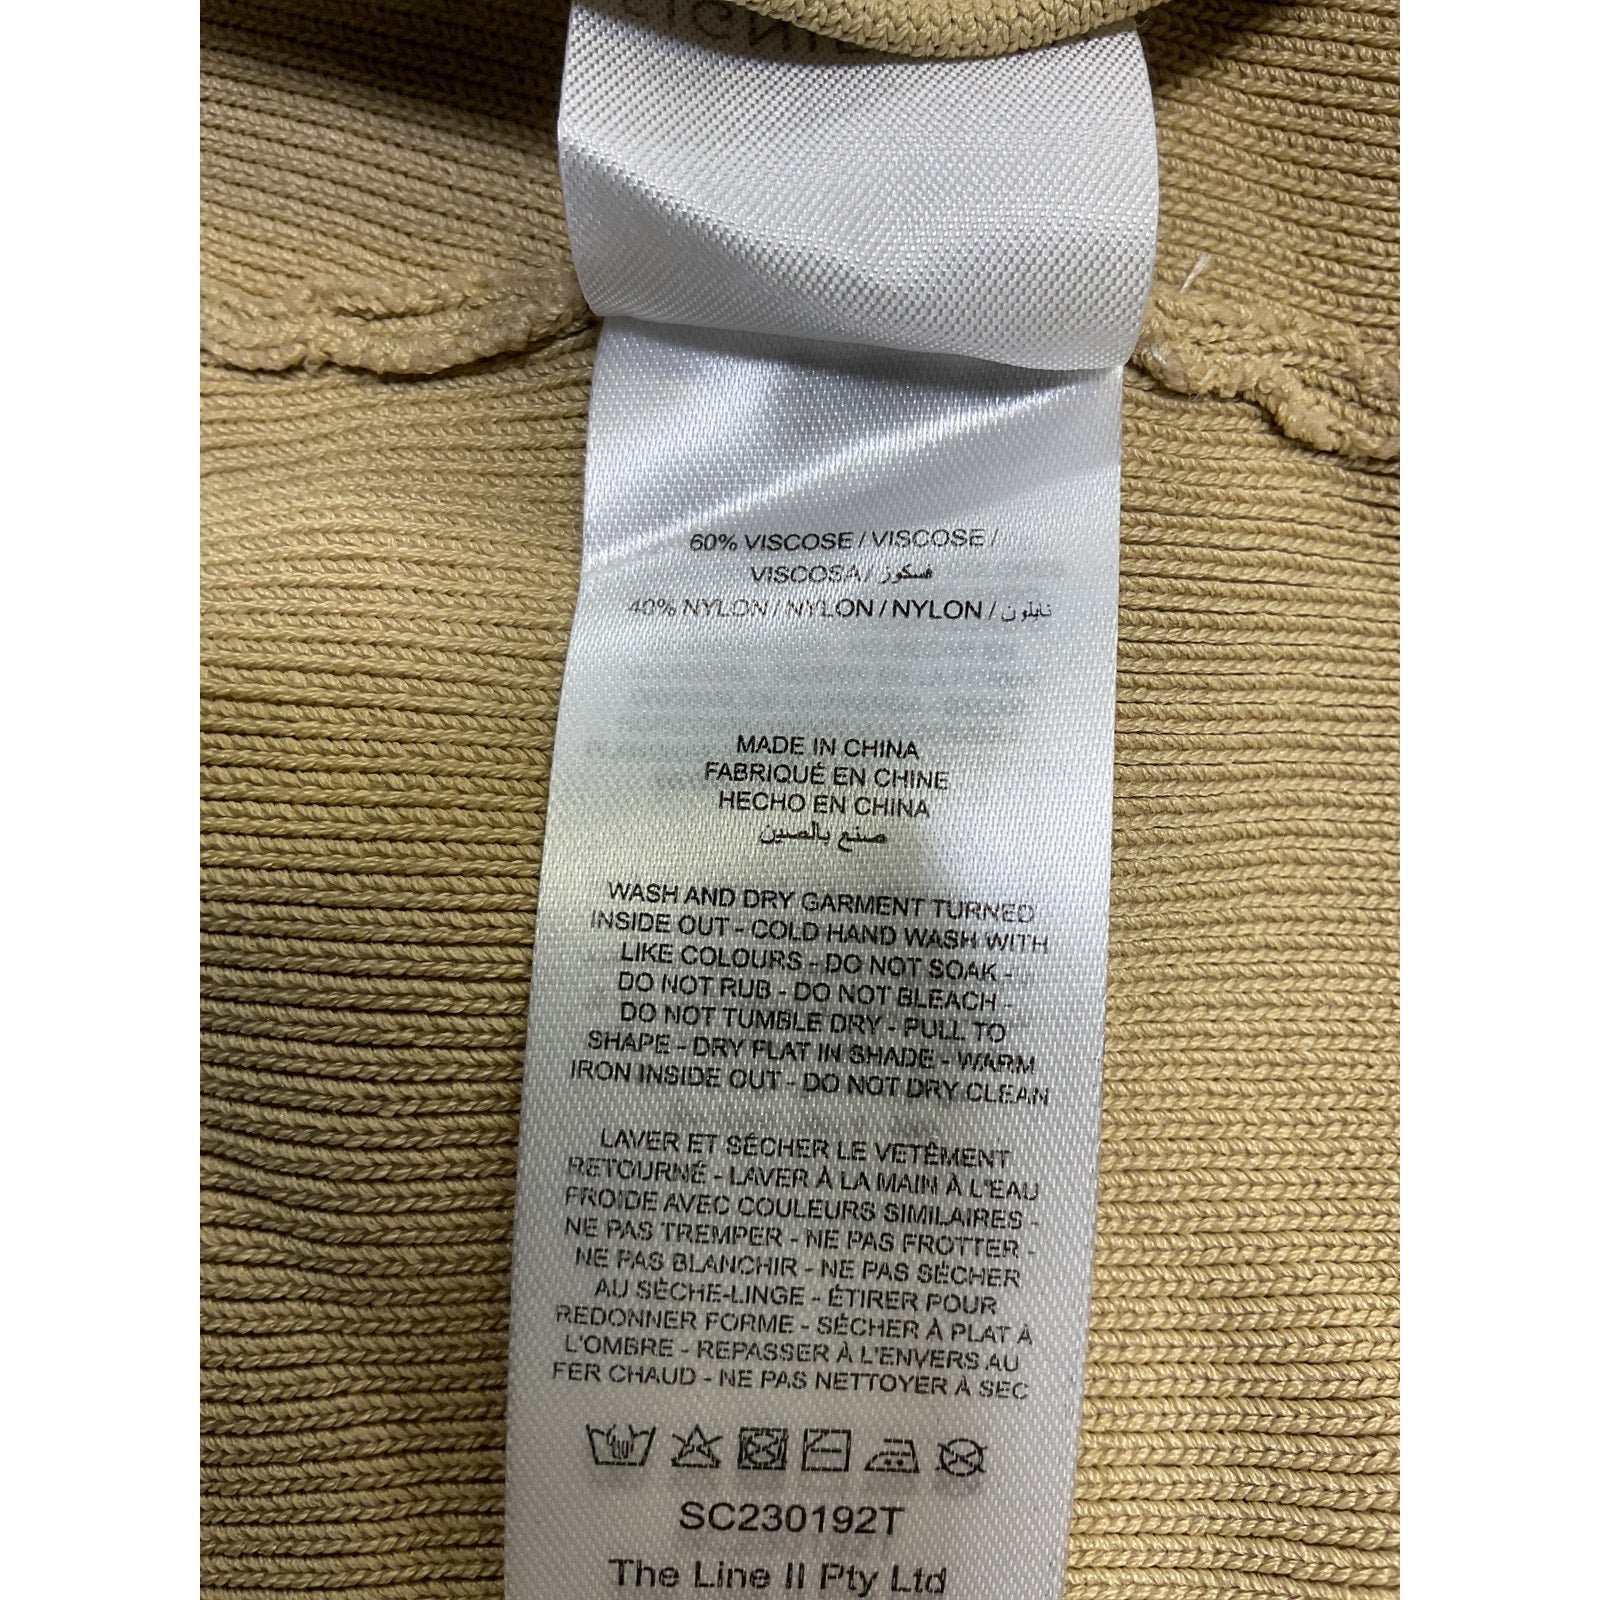 60% VISCOSE / VISCOSE /
VISCOSA / فسكوز
40% NYLON / NYLON / NYLON / نايلون
MADE IN CHINA
FABRIQUÉ EN CHINE
HECHO EN CHINA
صنع بالصين
WASH AND DRY GARMENT TURNED
INSIDE OUT - COLD HAND WASH WITH
LIKE COLOURS - DO NOT SOAK -
DO NOT RUB - DO NOT BLEACH -
DO NOT TUMBLE DRY - PULL TO
SHAPE - DRY FLAT IN SHADE - WARM
IRON INSIDE OUT - DO NOT DRY CLEAN
LAVER ET SÉCHER LE VETÊMENT
RETOURNÉ - LAVER À LA MAIN À L'EAU
FROIDE AVEC COULEURS SIMILAIRES -
NE PAS TREMPER - NE PAS FROTTER -
NE PAS BLANCHIR - NE PAS SÉCHER
AU SÈCHE-LINGE - ÉTIRER POUR
REDONNER FORME - SÉCHER À PLAT À
L'OMBRE - REPASSER À L'ENVERS AU
FER CHAUD - NE PAS NETTOYER À SEC
SC230192T
The Line II Pty Ltd